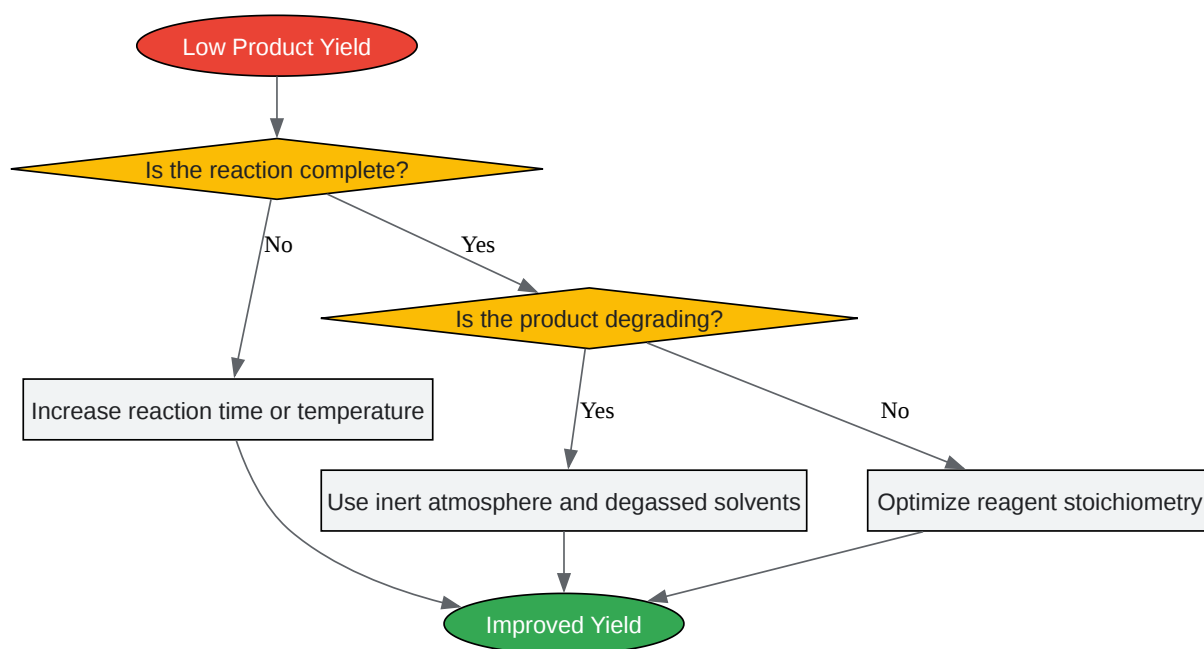 Low Product Yield
Is the reaction complete?
No
Yes
Is the product degrading?
Increase reaction time or temperature
Yes
No
Use inert atmosphere and degassed solvents
Optimize reagent stoichiometry
Improved Yield